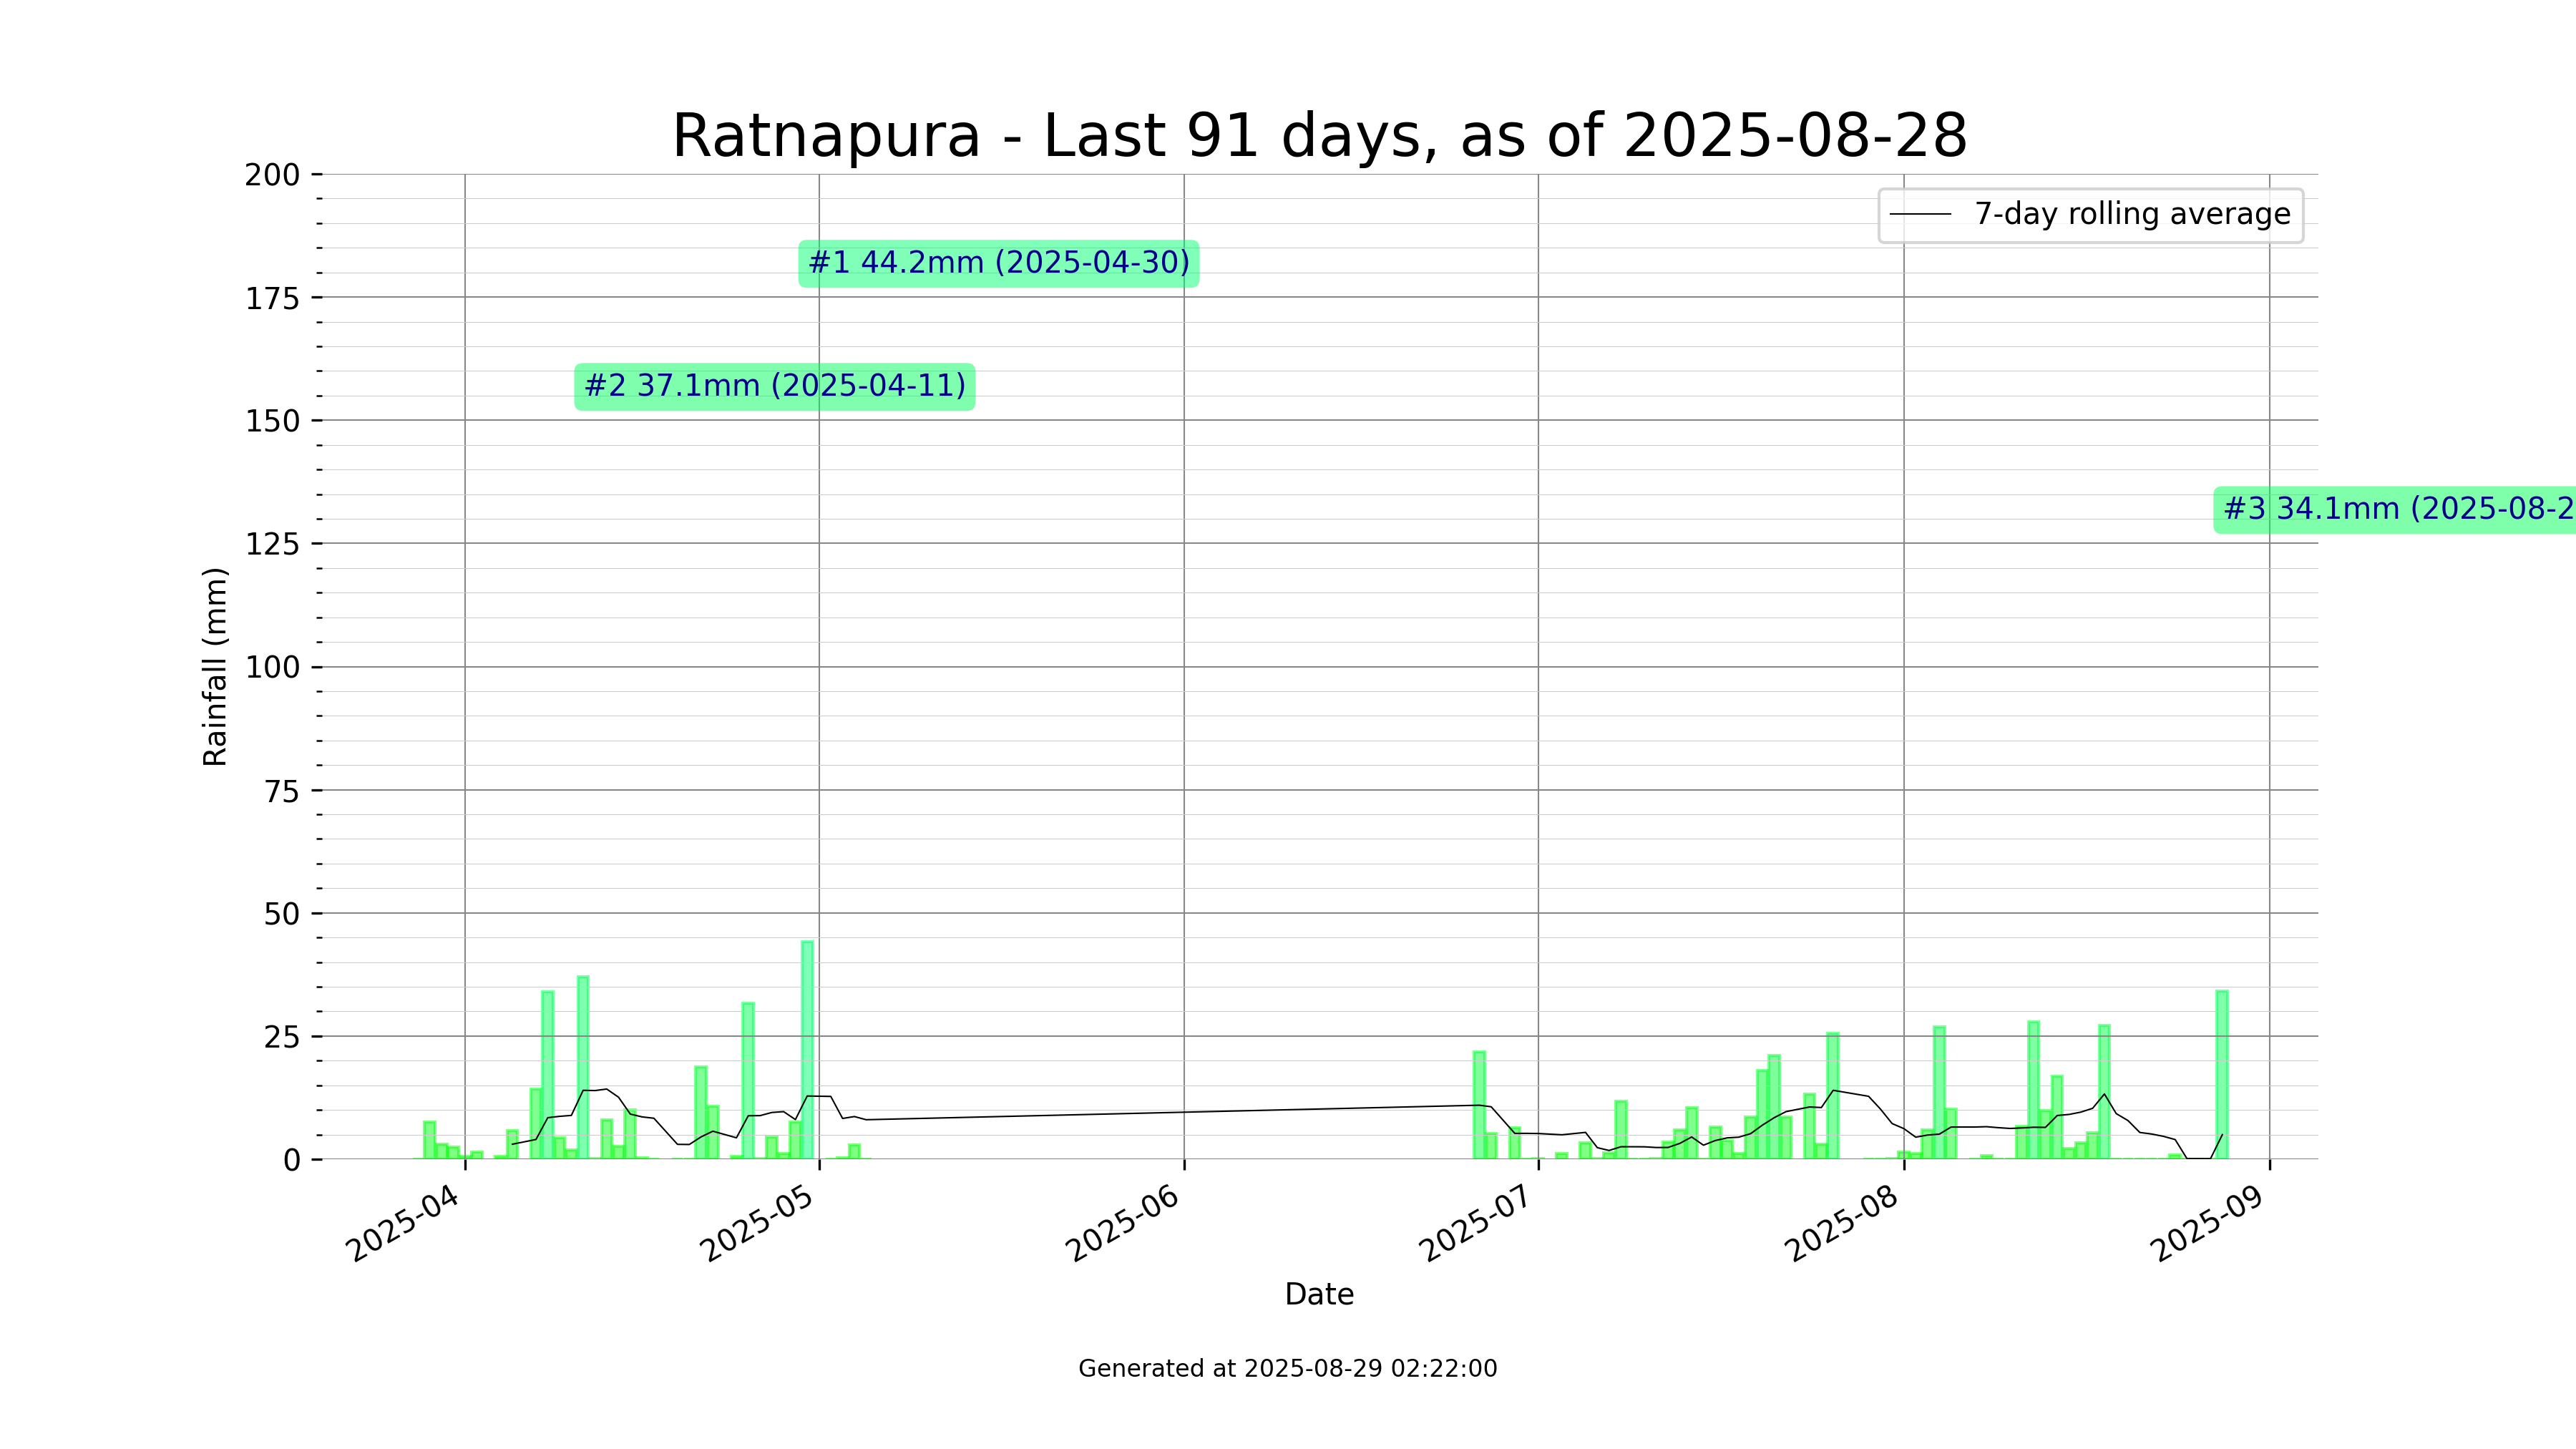 Ratnapura - Last 91 days, as of 2025-08-28
200
175
150
125
100
75
50
25
0
Rainfall (mm)
7-day rolling average
#1 44.2mm (2025-04-30)
#2 37.1mm (2025-04-11)
#3 34.1mm (2025-08-2
2025-04
2025-05
2025-06
2025-07
2025-08
2025-09
Date
Generated at 2025-08-29 02:22:00